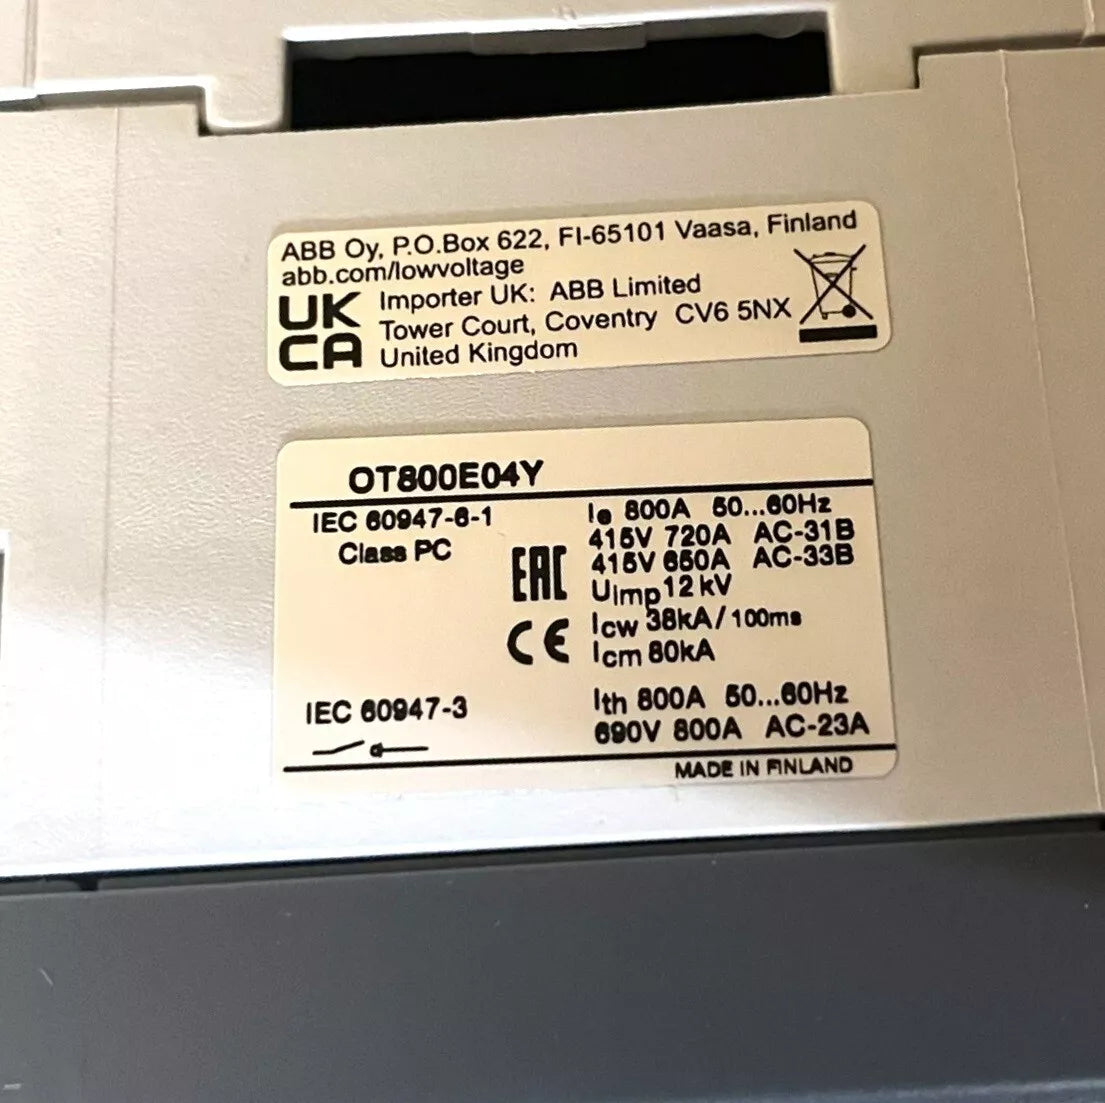 ABB Oy, P.O.Box 622, FI-65101 Vaasa, Finland
abb.com/lowvoltage
UK
CA
Importer UK: ABB Limited
Tower Court, Coventry CV6 5NX
United Kingdom
OT800E04Y
IEC 60947-6-1
Class PC
EAC
CE
Ie 800A 50...60Hz
415V 720A AC-31B
415V 650A AC-33B
Uimp 12 kV
Icw 38kA/100ms
Icm 80kA
IEC 60947-3
Ith 800A 50...60Hz
690V 800A AC-23A
MADE IN FINLAND